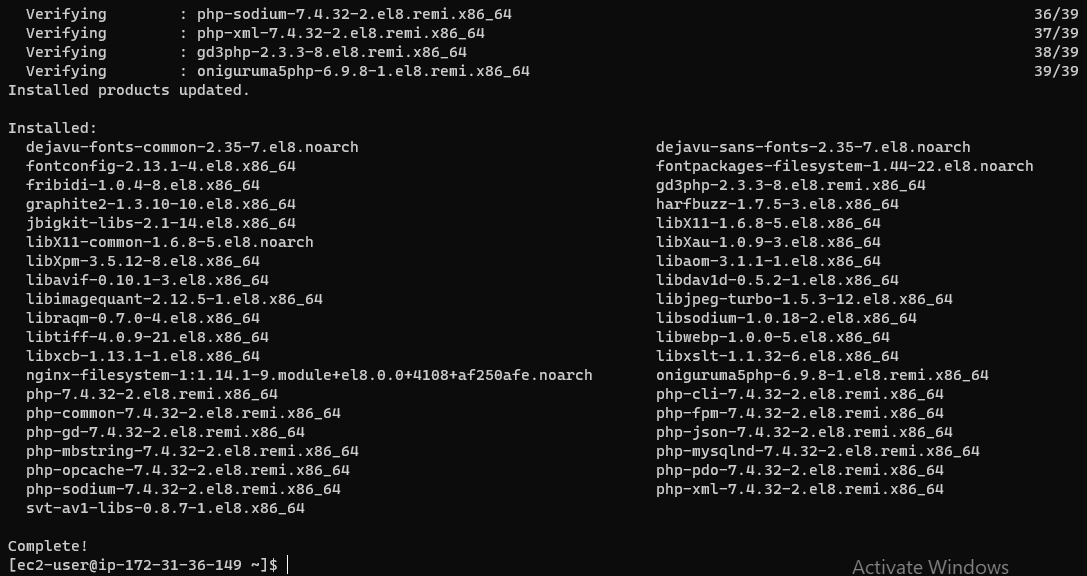 Verifying : php-sodium-7.4.32-2.el8.remi.x86_64 36/39
Verifying : php-xml-7.4.32-2.el8.remi.x86_64 37/39
Verifying : gd3php-2.3.3-8.el8.remi.x86_64 38/39
Verifying : oniguruma5php-6.9.8-1.el8.remi.x86_64 39/39
Installed products updated.
Installed:
dejavu-fonts-common-2.35-7.el8.noarch dejavu-sans-fonts-2.35-7.el8.noarch
fontconfig-2.13.1-4.el8.x86_64 fontpackages-filesystem-1.44-22.el8.noarch
fribidi-1.0.4-8.el8.x86_64 gd3php-2.3.3-8.el8.remi.x86_64
graphite2-1.3.10-10.el8.x86_64 harfbuzz-1.7.5-3.el8.x86_64
jbigkit-libs-2.1-14.el8.x86_64 libX11-1.6.8-5.el8.x86_64
libX11-common-1.6.8-5.el8.noarch libXau-1.0.9-3.el8.x86_64
libXpm-3.5.12-8.el8.x86_64 libaom-3.1.1-1.el8.x86_64
libavif-0.10.1-3.el8.x86_64 libdav1d-0.5.2-1.el8.x86_64
libimagequant-2.12.5-1.el8.x86_64 libjpeg-turbo-1.5.3-12.el8.x86_64
libraqm-0.7.0-4.el8.x86_64 libsodium-1.0.18-2.el8.x86_64
libtiff-4.0.9-21.el8.x86_64 libwebp-1.0.0-5.el8.x86_64
libxcb-1.13.1-1.el8.x86_64 libxslt-1.1.32-6.el8.x86_64
nginx-filesystem-1:1.14.1-9.module+el8.0.0+4108+af250afe.noarch oniguruma5php-6.9.8-1.el8.remi.x86_64
php-7.4.32-2.el8.remi.x86_64 php-cli-7.4.32-2.el8.remi.x86_64
php-common-7.4.32-2.el8.remi.x86_64 php-fpm-7.4.32-2.el8.remi.x86_64
php-gd-7.4.32-2.el8.remi.x86_64 php-json-7.4.32-2.el8.remi.x86_64
php-mbstring-7.4.32-2.el8.remi.x86_64 php-mysqlnd-7.4.32-2.el8.remi.x86_64
php-opcache-7.4.32-2.el8.remi.x86_64 php-pdo-7.4.32-2.el8.remi.x86_64
php-sodium-7.4.32-2.el8.remi.x86_64 php-xml-7.4.32-2.el8.remi.x86_64
svt-av1-libs-0.8.7-1.el8.x86_64
Complete!
[ec2-user@ip-172-31-36-149 ~]$
Activate Windows